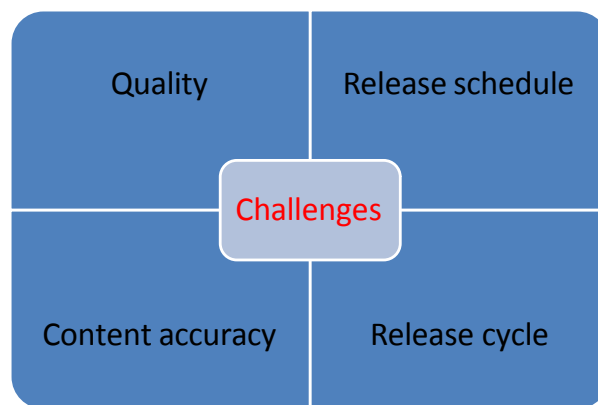 Quality
Release schedule
Challenges
Content accuracy
Release cycle